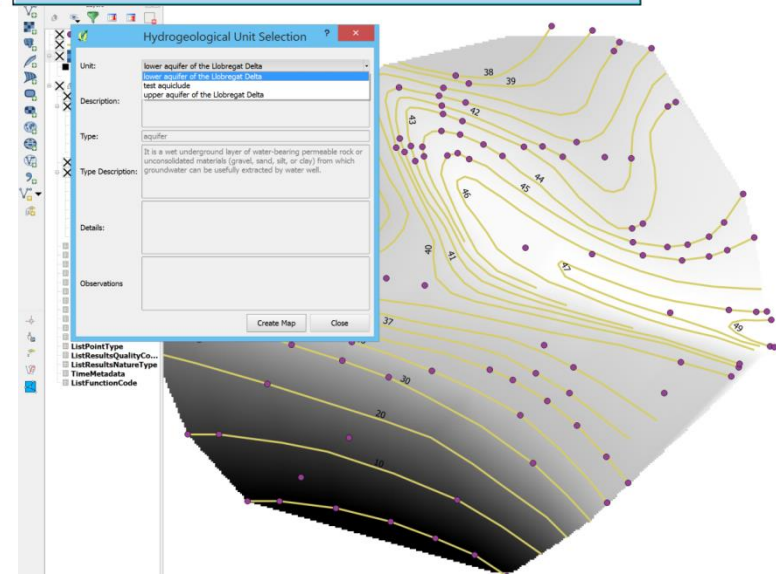 Hydrogeological Unit Selection ? ×
Unit: lower aquifer of the Llobregat Delta
lower aquifer of the Llobregat Delta
test aquiclude
upper aquifer of the Llobregat Delta
Description:
Type: aquifer
It is a wet underground layer of water-bearing permeable rock or
unconsolidated materials (gravel, sand, silt, or clay) from which
Type Description: groundwater can be usefully extracted by water well.
Details:
Observations
Create Map Close
ListPointType
ListResultsQualityCo...
ListResultsNatureType
TimeMetadata
ListFunctionCode
38
39
42
43
44
45
46
40
41
47
49
37
30
20
10